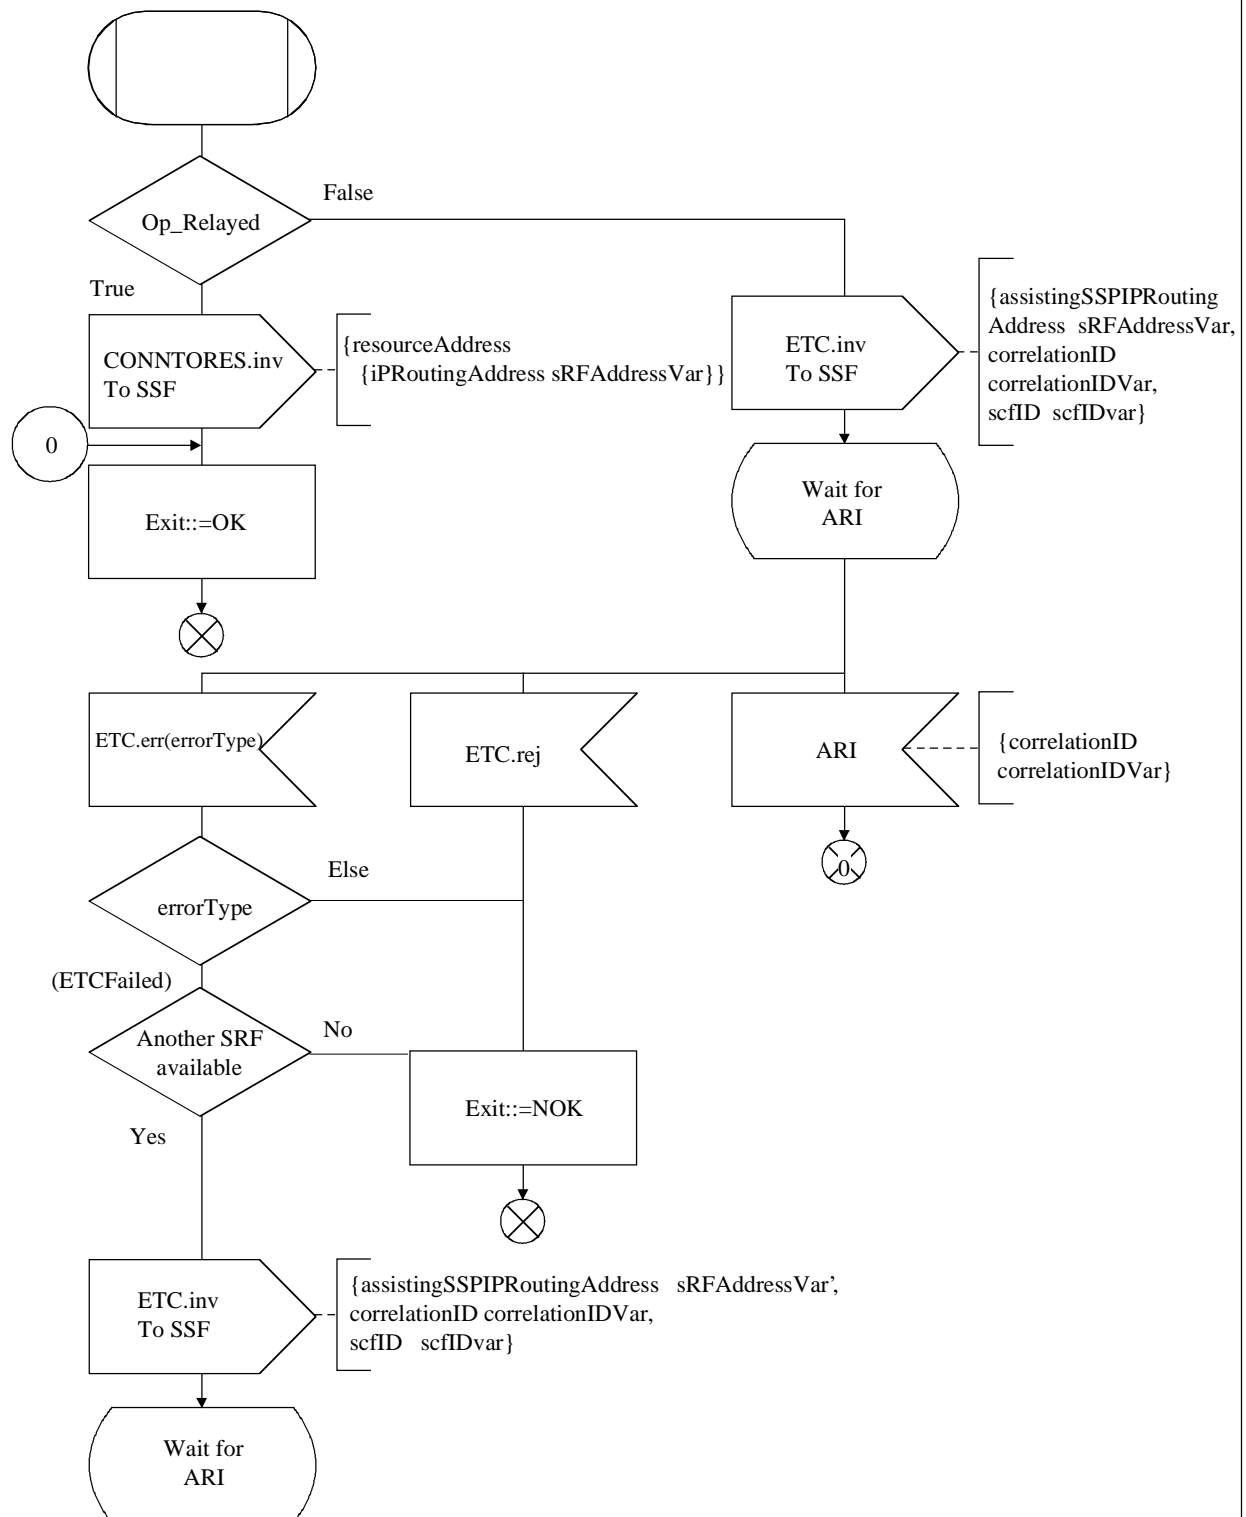 False
Op_Relayed
True
CONNTORES.inv
To SSF
{resourceAddress
{iPRoutingAddress sRFAddressVar}}
ETC.inv
To SSF
{assistingSSPIPRouting
Address sRFAddressVar,
correlationID
correlationIDVar,
scfID scfIDvar}
0
Exit::=OK
Wait for
ARI
ETC.err(errorType)
ETC.rej
ARI
{correlationID
correlationIDVar}
0
Else
errorType
(ETCFailed)
No
Another SRF
available
Exit::=NOK
Yes
ETC.inv
To SSF
{assistingSSPIPRoutingAddress sRFAddressVar’,
correlationID correlationIDVar,
scfID scfIDvar}
Wait for
ARI